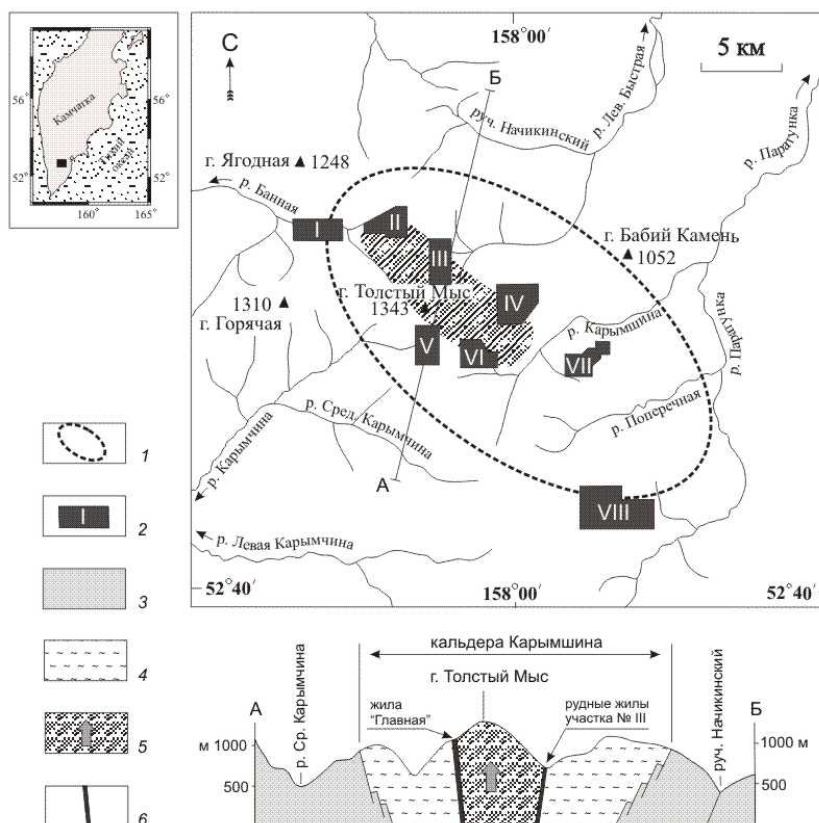 56°
52°
56°
52°
160°
165°
Камчатка
Тихий
океан
С
158°00'
5 км
Б
руч. Начикинский
р. Лев. Быстрая
р. Паратунка
г. Ягодная ▲ 1248
р. Банная
I
II
III
г. Бабий Камень
▲ 1052
1310 ▲
г. Горячая
г. Толстый Мыс
1343 ▲
IV
V
VI
VII
р. Карымшина
р. Паратунка
р. Поперечная
р. Сред. Карымчина
р. Карымчина
А
VIII
р. Левая Карымчина
52°40'
158°00'
52°40'
1
I
2
3
4
5
6
кальдера Карымшина
г. Толстый Мыс
А
р. Ср. Карымчина
жила
"Главная"
рудные жилы
участка № III
руч. Начикинский
Б
м 1000
500
1000 м
500